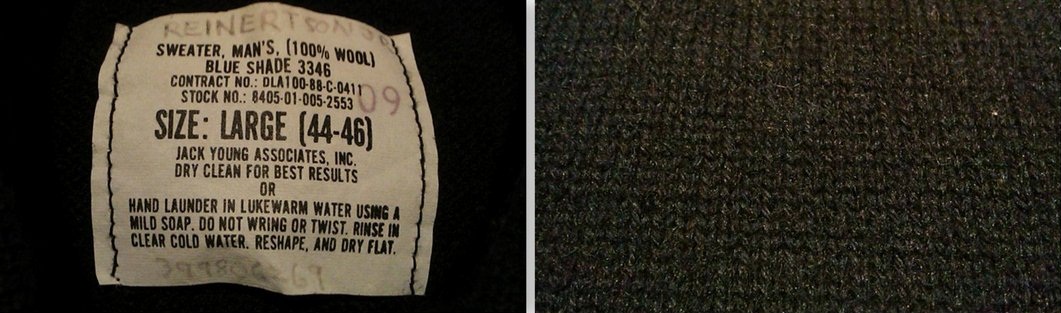 REINERTSON
SWEATER, MAN'S, (100% WOOL)
BLUE SHADE 3346
CONTRACT NO.: DLA100-88-C-0411
STOCK NO.: 8405-01-005-2553 09
SIZE: LARGE (44-46)
JACK YOUNG ASSOCIATES, INC.
DRY CLEAN FOR BEST RESULTS
OR
HAND LAUNDER IN LUKEWARM WATER USING A
MILD SOAP. DO NOT WRING OR TWIST. RINSE IN
CLEAR COLD WATER. RESHAPE, AND DRY FLAT.